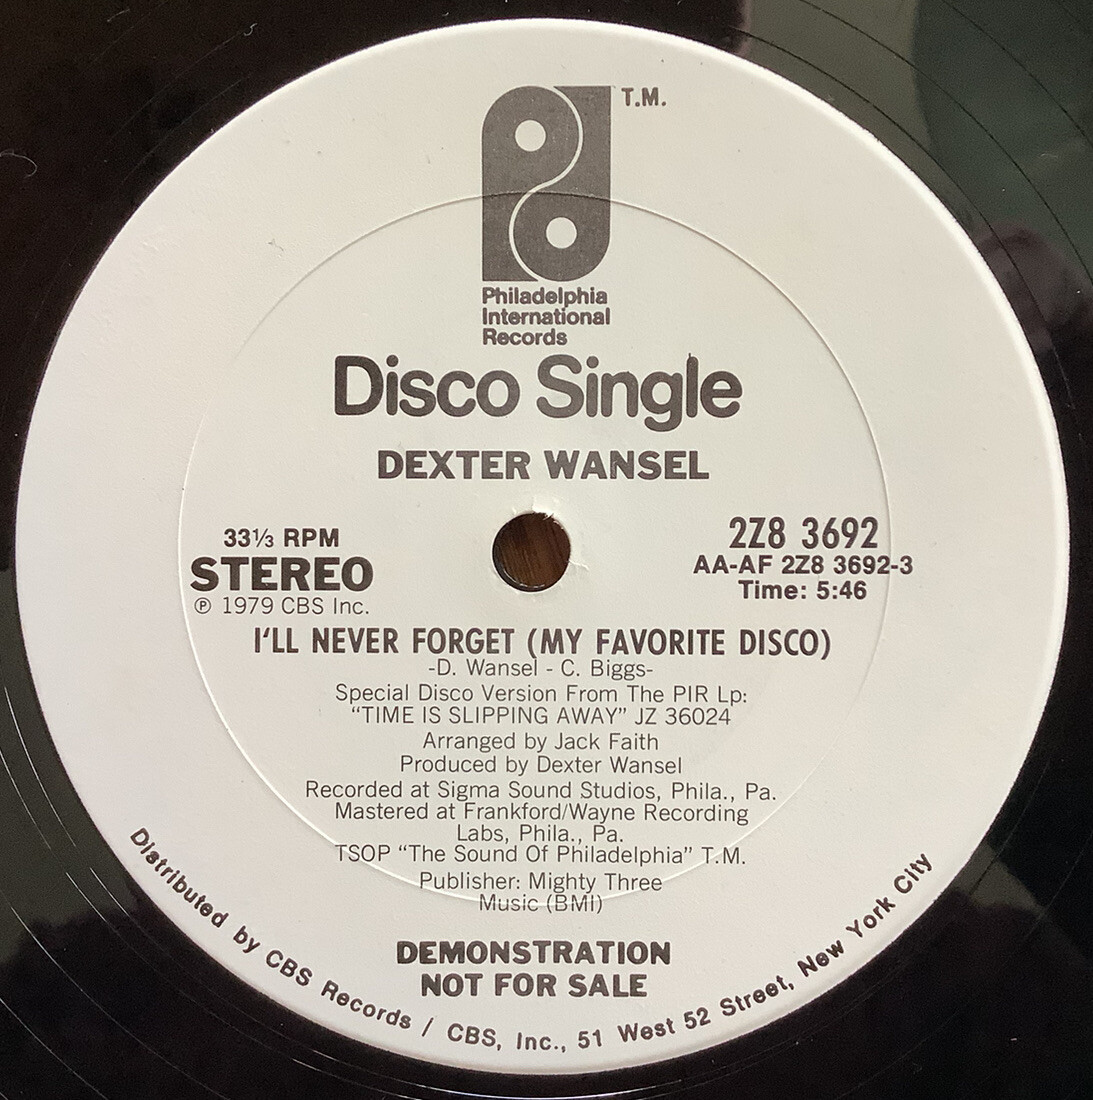 T.M.
Philadelphia
International
Records
Disco Single
DEXTER WANSEL
33⅓ RPM
STEREO
℗ 1979 CBS Inc.
2Z8 3692
AA-AF 2Z8 3692-3
Time: 5:46
I'LL NEVER FORGET (MY FAVORITE DISCO)
-D. Wansel - C. Biggs-
Special Disco Version From The PIR Lp:
“TIME IS SLIPPING AWAY” JZ 36024
Arranged by Jack Faith
Produced by Dexter Wansel
Recorded at Sigma Sound Studios, Phila., Pa.
Mastered at Frankford/Wayne Recording
Labs, Phila., Pa.
TSOP “The Sound Of Philadelphia” T.M.
Publisher: Mighty Three
Music (BMI)
DEMONSTRATION
NOT FOR SALE
Distributed by CBS Records / CBS, Inc., 51 West 52 Street, New York City